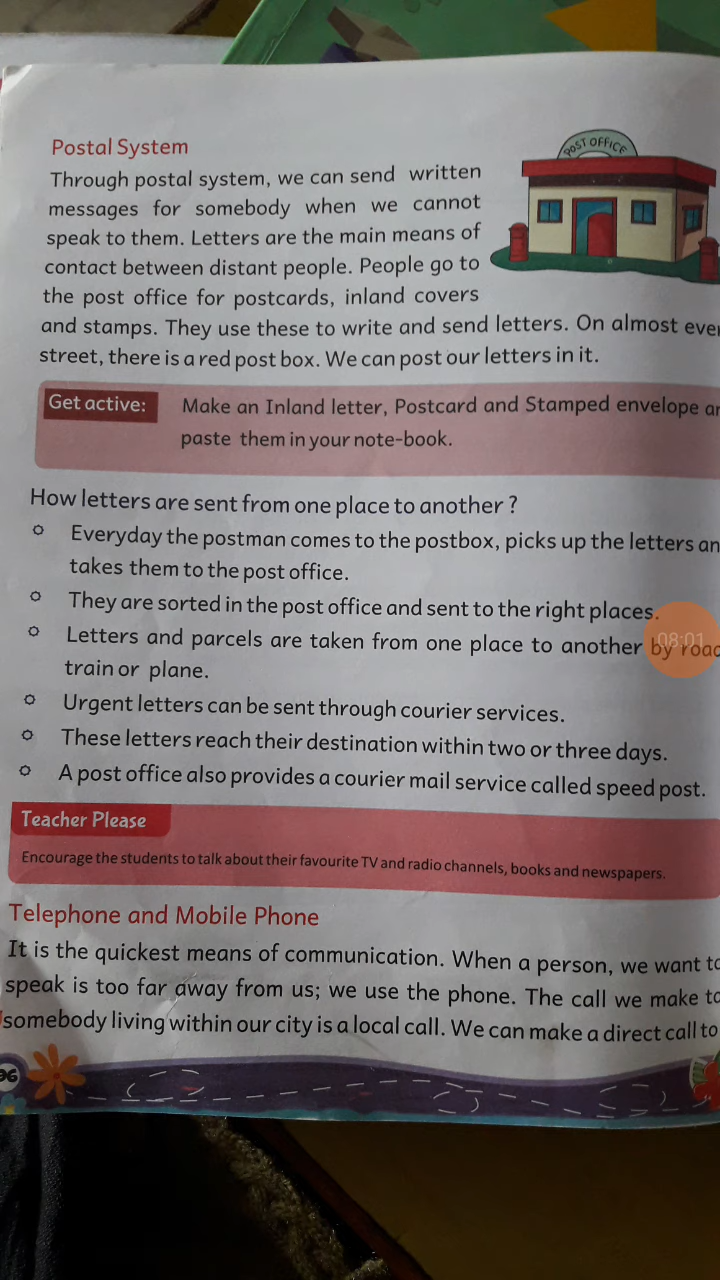 Postal System
POST OFFICE
Through postal system, we can send written
messages for somebody when we cannot
speak to them. Letters are the main means of
contact between distant people. People go to
the post office for postcards, inland covers
and stamps. They use these to write and send letters. On almost ever
street, there is a red post box. We can post our letters in it.
Get active: Make an Inland letter, Postcard and Stamped envelope an
paste them in your note-book.
How letters are sent from one place to another ?
Everyday the postman comes to the postbox, picks up the letters an
takes them to the post office.
They are sorted in the post office and sent to the right places.
Letters and parcels are taken from one place to another by road
train or plane.
Urgent letters can be sent through courier services.
These letters reach their destination within two or three days.
A post office also provides a courier mail service called speed post.
08:01
Teacher Please
Encourage the students to talk about their favourite TV and radio channels, books and newspapers.
Telephone and Mobile Phone
It is the quickest means of communication. When a person, we want to
speak is too far away from us; we use the phone. The call we make to
somebody living within our city is a local call. We can make a direct call to